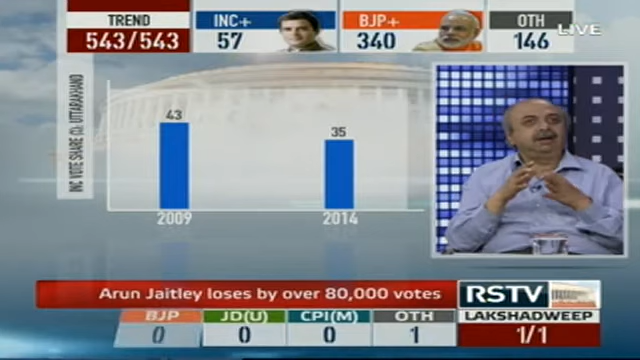 TREND
543/543
INC+
57
BJP+
340
OTH
146
LIVE
INC VOTE SHARE IN UTTARAKHAND
43
35
2009
2014
Arun Jaitley loses by over 80,000 votes
RSTV
BJP
0
JD(U)
0
CPI(M)
0
OTH
1
LAKSHADWEEP
1/1